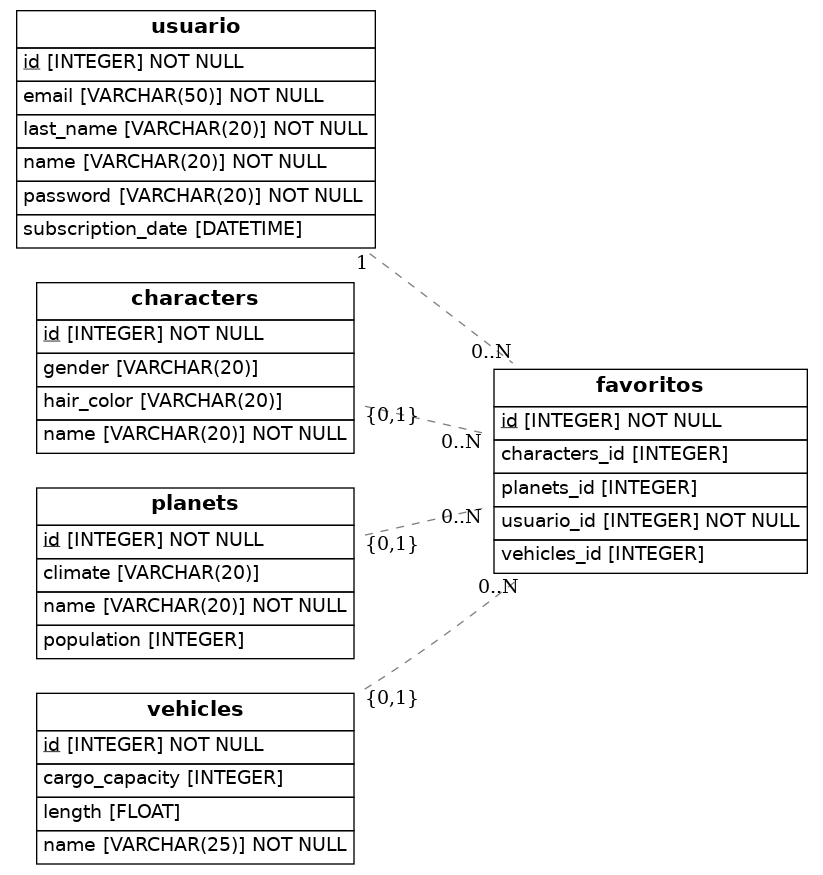 usuario
id [INTEGER] NOT NULL
email [VARCHAR(50)] NOT NULL
last_name [VARCHAR(20)] NOT NULL
name [VARCHAR(20)] NOT NULL
password [VARCHAR(20)] NOT NULL
subscription_date [DATETIME]
1
0..N
characters
id [INTEGER] NOT NULL
gender [VARCHAR(20)]
hair_color [VARCHAR(20)]
name [VARCHAR(20)] NOT NULL
{0,1}
0..N
favoritos
id [INTEGER] NOT NULL
characters_id [INTEGER]
planets_id [INTEGER]
usuario_id [INTEGER] NOT NULL
vehicles_id [INTEGER]
planets
id [INTEGER] NOT NULL
climate [VARCHAR(20)]
name [VARCHAR(20)] NOT NULL
population [INTEGER]
0..N
{0,1}
0..N
{0,1}
vehicles
id [INTEGER] NOT NULL
cargo_capacity [INTEGER]
length [FLOAT]
name [VARCHAR(25)] NOT NULL